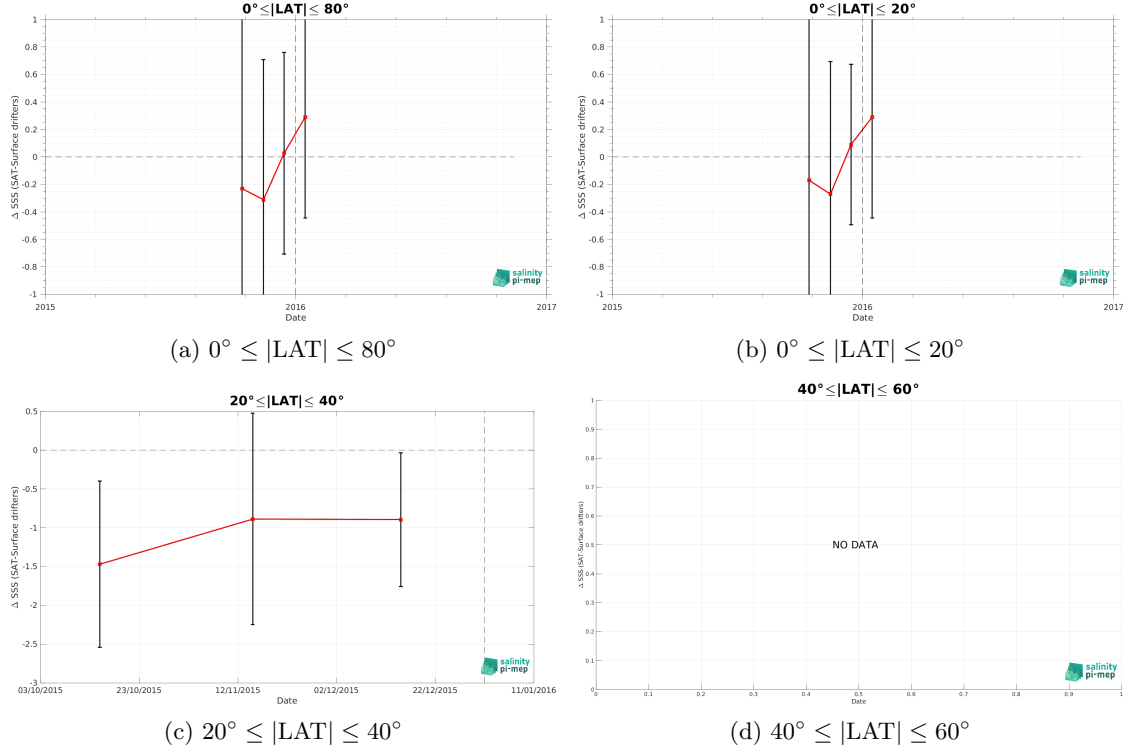 0°≤|LAT|≤ 80°
1
0.8
0.6
0.4
0.2
0
-0.2
-0.4
-0.6
-0.8
-1
Δ SSS (SAT-Surface drifters)
2015
2016
2017
Date
salinity
pi-mep
(a) 0° ≤ |LAT| ≤ 80°
0°≤|LAT|≤ 20°
1
0.8
0.6
0.4
0.2
0
-0.2
-0.4
-0.6
-0.8
-1
Δ SSS (SAT-Surface drifters)
2015
2016
2017
Date
salinity
pi-mep
(b) 0° ≤ |LAT| ≤ 20°
20°≤|LAT|≤ 40°
0.5
0
-0.5
-1
-1.5
-2
-2.5
-3
Δ SSS (SAT-Surface drifters)
03/10/2015
23/10/2015
12/11/2015
02/12/2015
22/12/2015
11/01/2016
Date
salinity
pi-mep
(c) 20° ≤ |LAT| ≤ 40°
40°≤|LAT|≤ 60°
1
0.9
0.8
0.7
0.6
0.5
0.4
0.3
0.2
0.1
0
Δ SSS (SAT-Surface drifters)
NO DATA
0
0.1
0.2
0.3
0.4
0.5
0.6
0.7
0.8
0.9
1
Date
salinity
pi-mep
(d) 40° ≤ |LAT| ≤ 60°